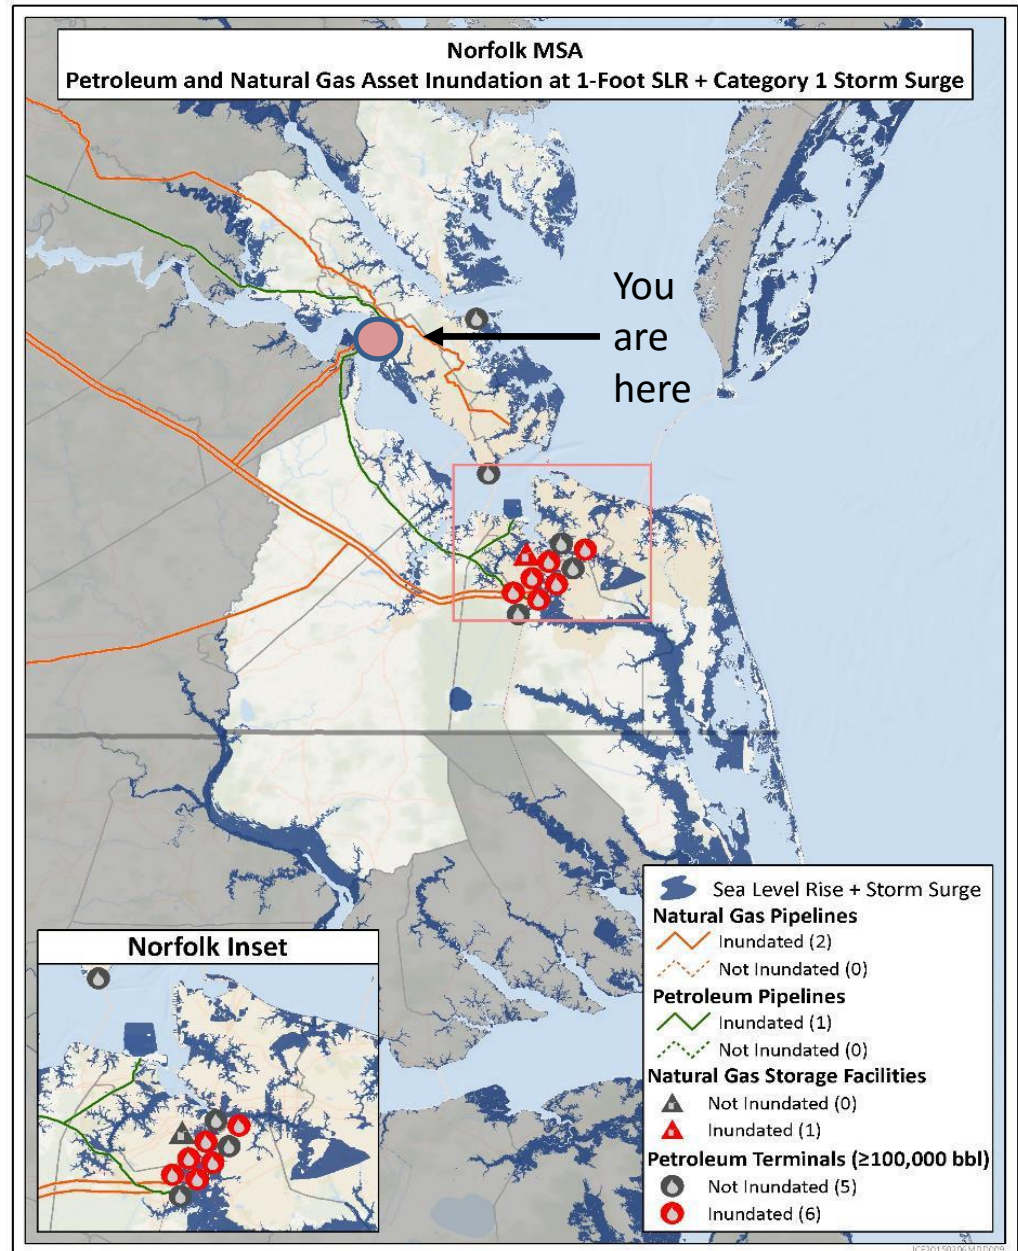 Norfolk MSA
Petroleum and Natural Gas Asset Inundation at 1-Foot SLR + Category 1 Storm Surge
You
are
here
Sea Level Rise + Storm Surge
Natural Gas Pipelines
Inundated (2)
Not Inundated (0)
Petroleum Pipelines
Inundated (1)
Not Inundated (0)
Natural Gas Storage Facilities
Not Inundated (0)
Inundated (1)
Petroleum Terminals (≥100,000 bbl)
Not Inundated (5)
Inundated (6)
Norfolk Inset